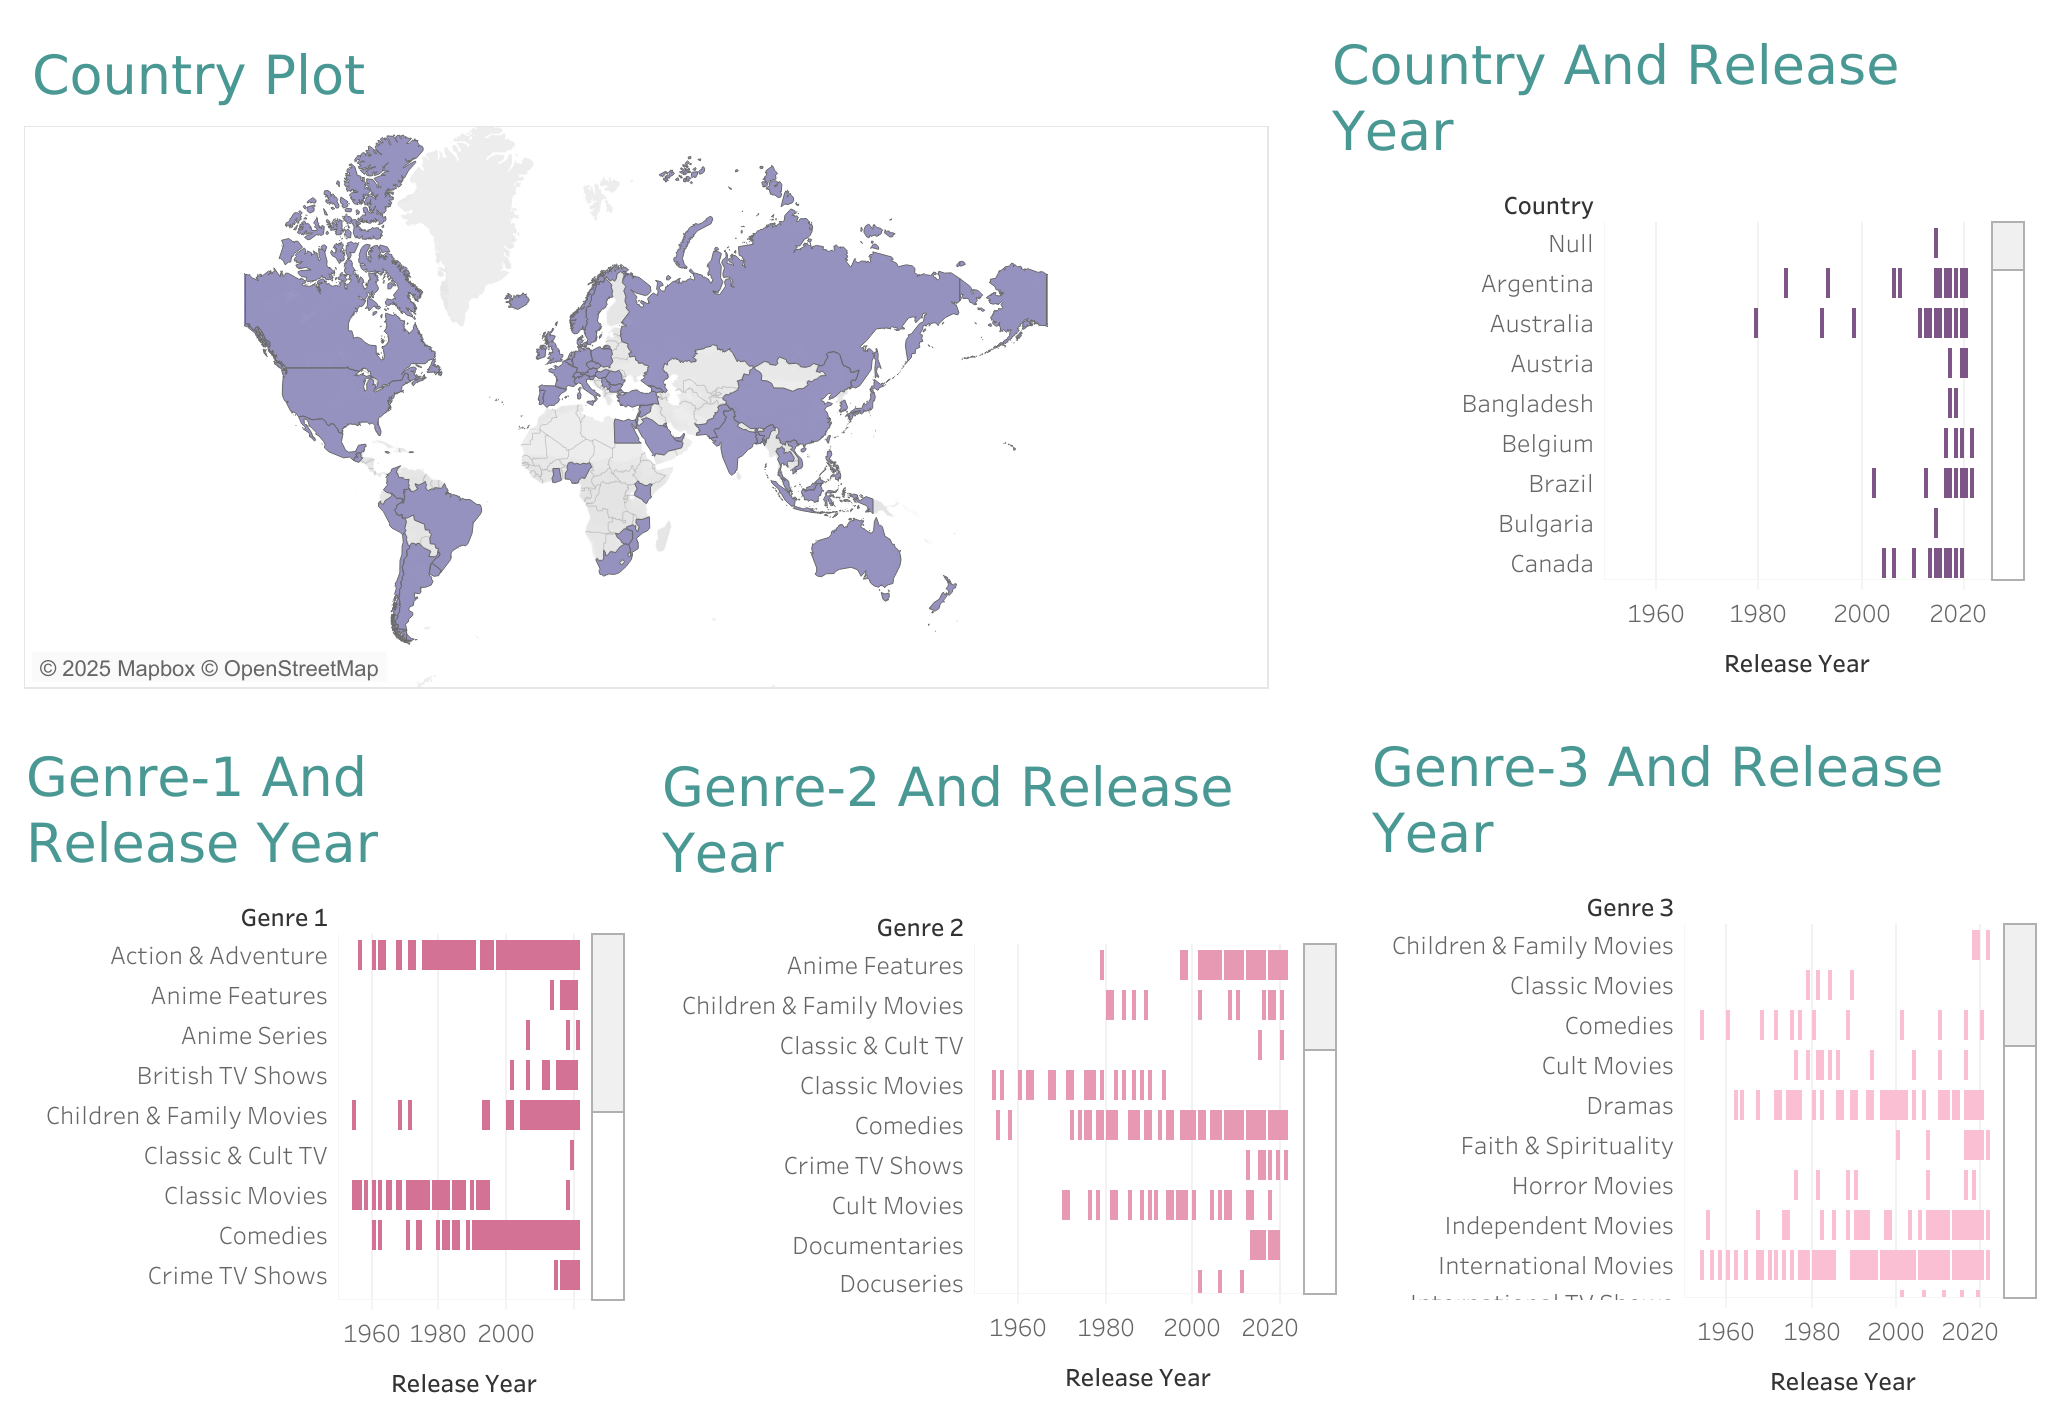 Country Plot
© 2025 Mapbox © OpenStreetMap
Country And Release
Year
Country
Null
Argentina
Australia
Austria
Bangladesh
Belgium
Brazil
Bulgaria
Canada
1960 1980 2000 2020
Release Year
Genre-1 And
Release Year
Genre 1
Action & Adventure
Anime Features
Anime Series
British TV Shows
Children & Family Movies
Classic & Cult TV
Classic Movies
Comedies
Crime TV Shows
1960 1980 2000
Release Year
Genre-2 And Release
Year
Genre 2
Anime Features
Children & Family Movies
Classic & Cult TV
Classic Movies
Comedies
Crime TV Shows
Cult Movies
Documentaries
Docuseries
1960 1980 2000 2020
Release Year
Genre-3 And Release
Year
Genre 3
Children & Family Movies
Classic Movies
Comedies
Cult Movies
Dramas
Faith & Spirituality
Horror Movies
Independent Movies
International Movies
International TV Shows
1960 1980 2000 2020
Release Year